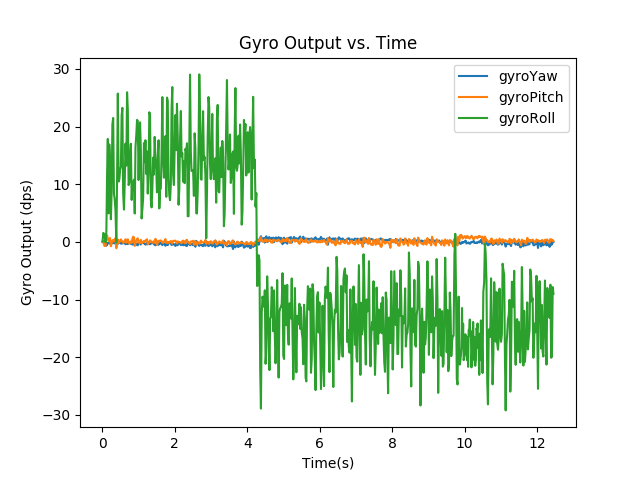 Gyro Output vs. Time
gyroYaw
gyroPitch
gyroRoll
30
20
10
0
−10
−20
−30
Gyro Output (dps)
0 2 4 6 8 10 12
Time(s)